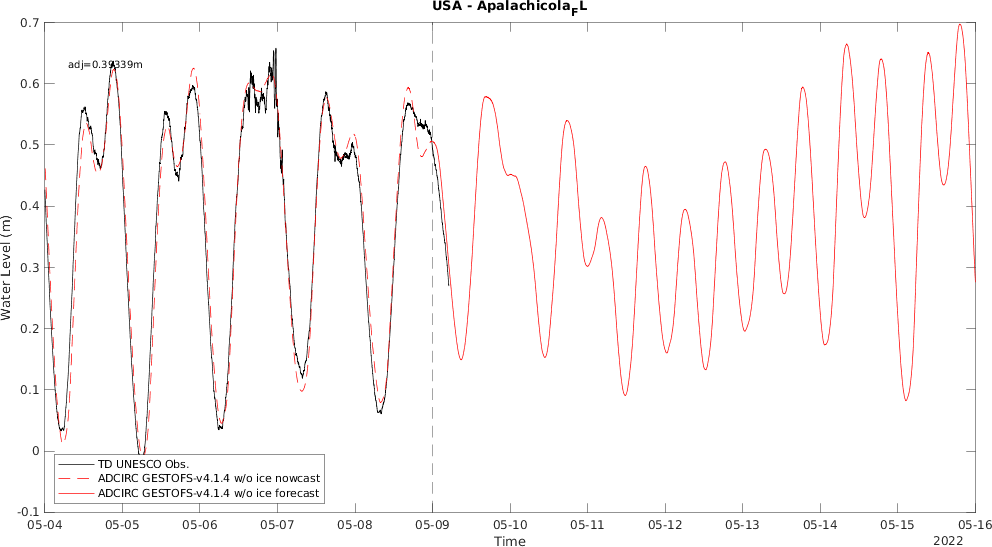 USA - Apalachicola_FL
adj=0.39339m
0.7
0.6
0.5
0.4
0.3
0.2
0.1
0
-0.1
Water Level (m)
TD UNESCO Obs.
ADCIRC GESTOFS-v4.1.4 w/o ice nowcast
ADCIRC GESTOFS-v4.1.4 w/o ice forecast
05-04 05-05 05-06 05-07 05-08 05-09 05-10 05-11 05-12 05-13 05-14 05-15 05-16
Time
2022